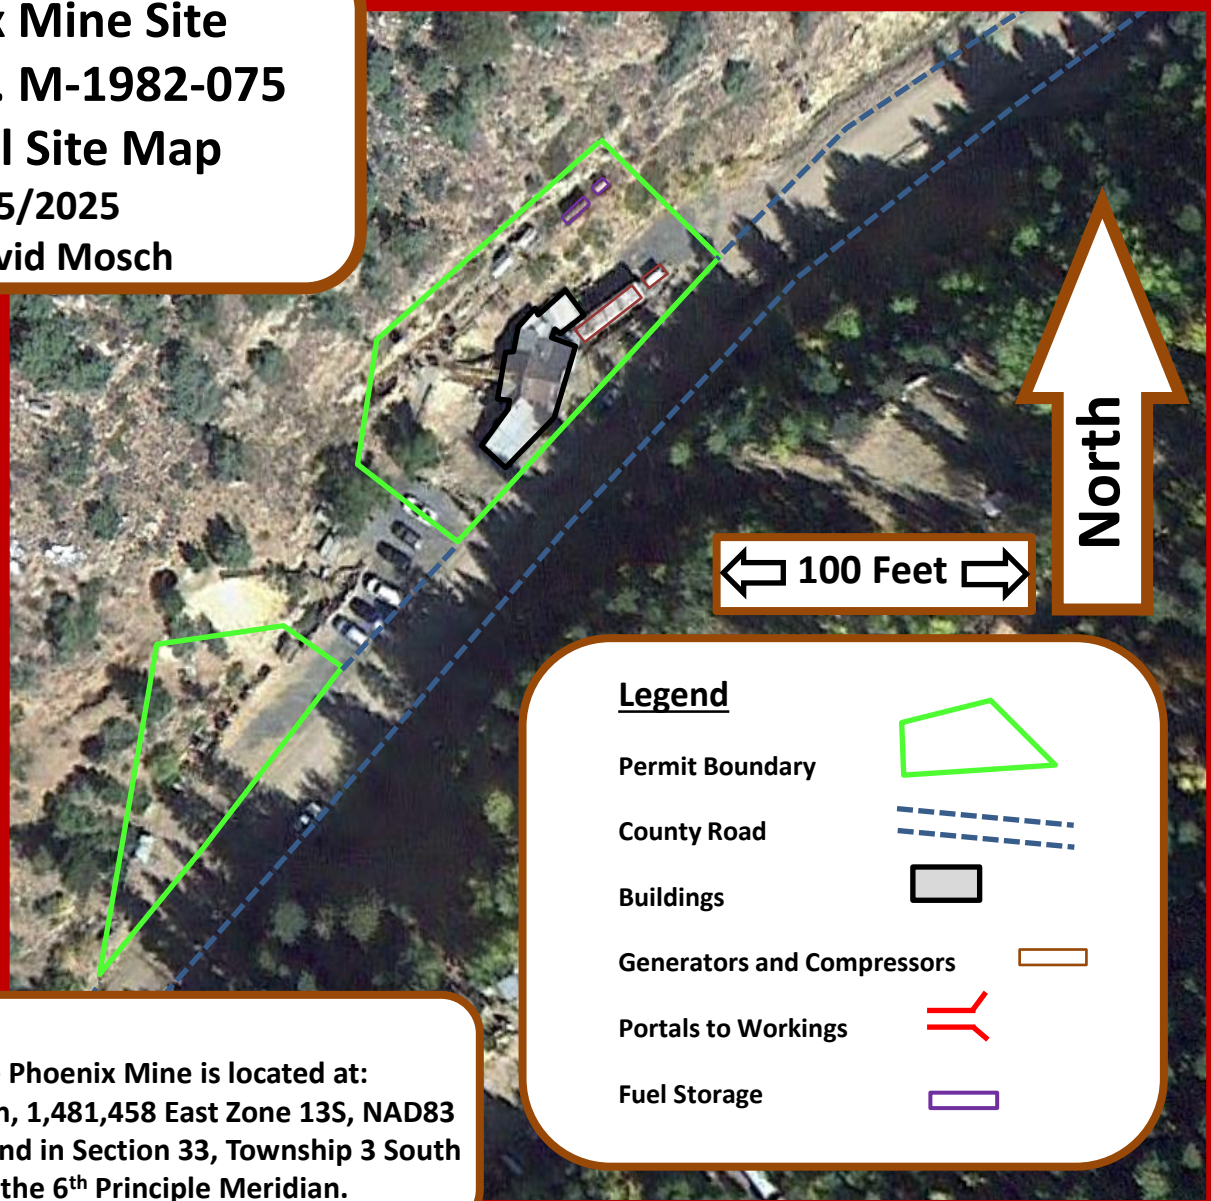 Mine Site
M-1982-075
Site Map
5/2025
Mosch
North
100 Feet
Legend
Permit Boundary
County Road
Buildings
Generators and Compressors
Portals to Workings
Fuel Storage
Phoenix Mine is located at:
1,481,458 East Zone 13S, NAD83
in Section 33, Township 3 South
the 6th Principle Meridian.